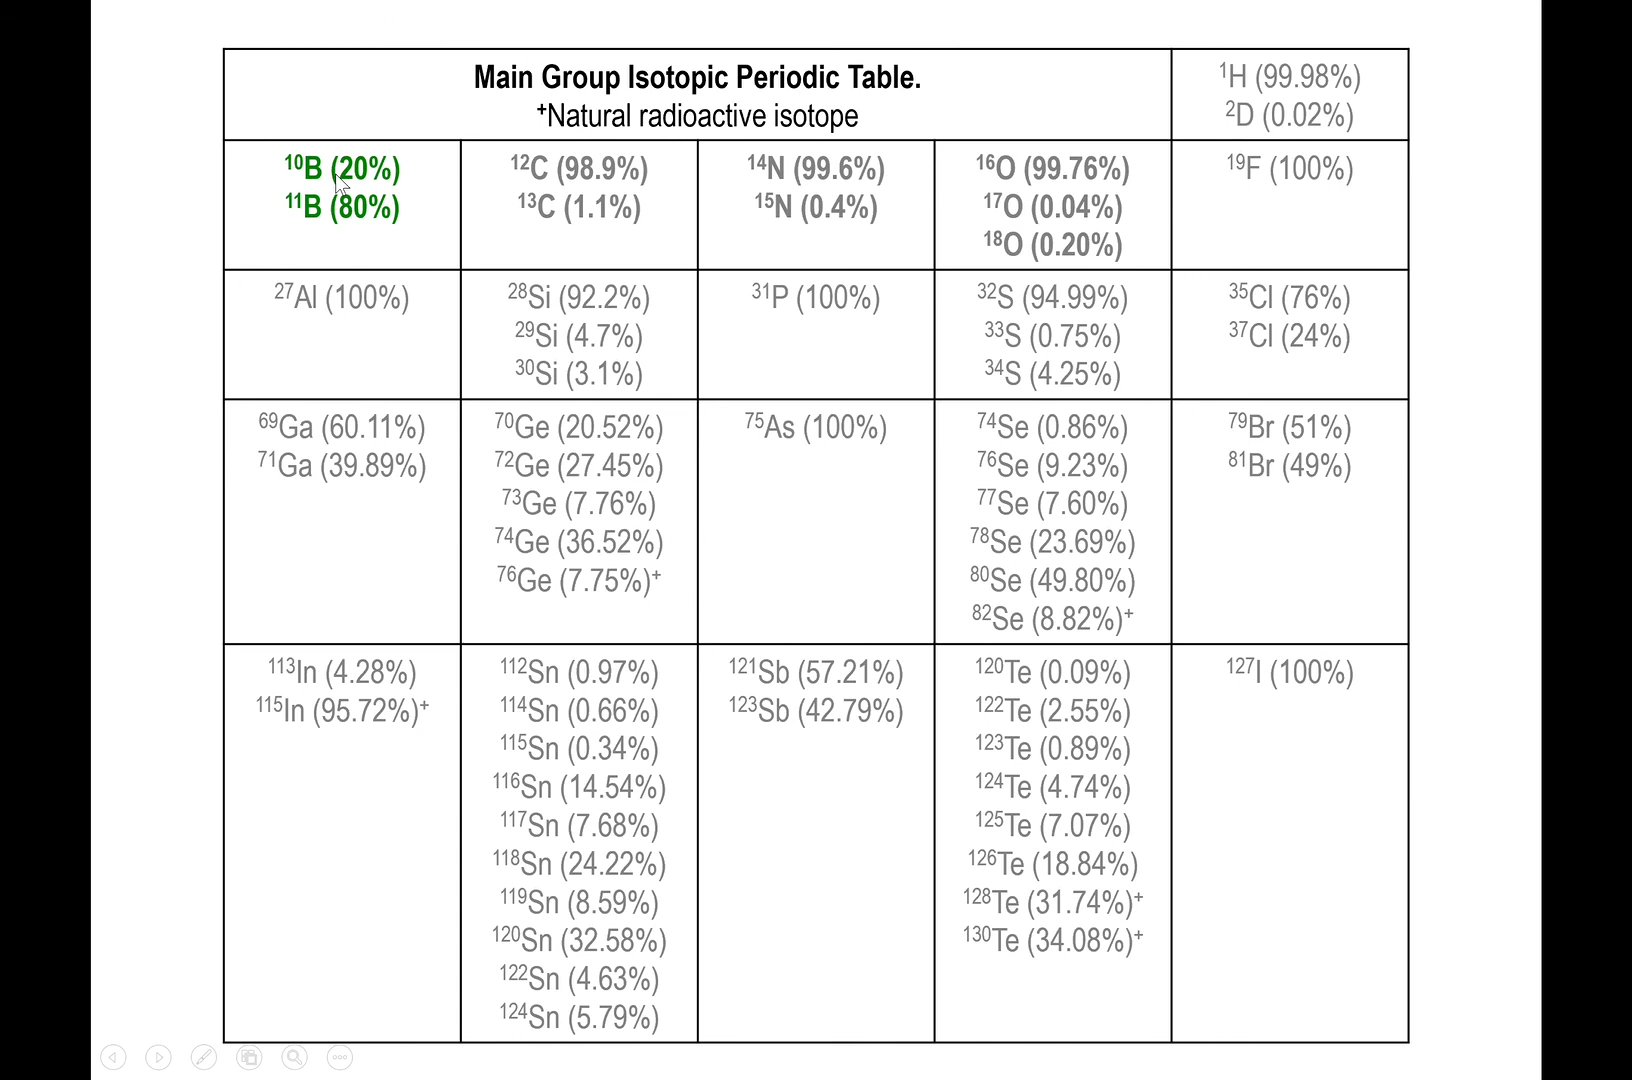 Main Group Isotopic Periodic Table.
⁺Natural radioactive isotope
¹H (99.98%)
²D (0.02%)
¹⁰B (20%)
¹¹B (80%)
¹²C (98.9%)
¹³C (1.1%)
¹⁴N (99.6%)
¹⁵N (0.4%)
¹⁶O (99.76%)
¹⁷O (0.04%)
¹⁸O (0.20%)
¹⁹F (100%)
²⁷Al (100%)
²⁸Si (92.2%)
²⁹Si (4.7%)
³⁰Si (3.1%)
³¹P (100%)
³²S (94.99%)
³³S (0.75%)
³⁴S (4.25%)
³⁵Cl (76%)
³⁷Cl (24%)
⁶⁹Ga (60.11%)
⁷¹Ga (39.89%)
⁷⁰Ge (20.52%)
⁷²Ge (27.45%)
⁷³Ge (7.76%)
⁷⁴Ge (36.52%)
⁷⁶Ge (7.75%)⁺
⁷⁵As (100%)
⁷⁴Se (0.86%)
⁷⁶Se (9.23%)
⁷⁷Se (7.60%)
⁷⁸Se (23.69%)
⁸⁰Se (49.80%)
⁸²Se (8.82%)⁺
⁷⁹Br (51%)
⁸¹Br (49%)
¹¹³In (4.28%)
¹¹⁵In (95.72%)⁺
¹¹²Sn (0.97%)
¹¹⁴Sn (0.66%)
¹¹⁵Sn (0.34%)
¹¹⁶Sn (14.54%)
¹¹⁷Sn (7.68%)
¹¹⁸Sn (24.22%)
¹¹⁹Sn (8.59%)
¹²⁰Sn (32.58%)
¹²²Sn (4.63%)
¹²⁴Sn (5.79%)
¹²¹Sb (57.21%)
¹²³Sb (42.79%)
¹²⁰Te (0.09%)
¹²²Te (2.55%)
¹²³Te (0.89%)
¹²⁴Te (4.74%)
¹²⁵Te (7.07%)
¹²⁶Te (18.84%)
¹²⁸Te (31.74%)⁺
¹³⁰Te (34.08%)⁺
¹²⁷I (100%)